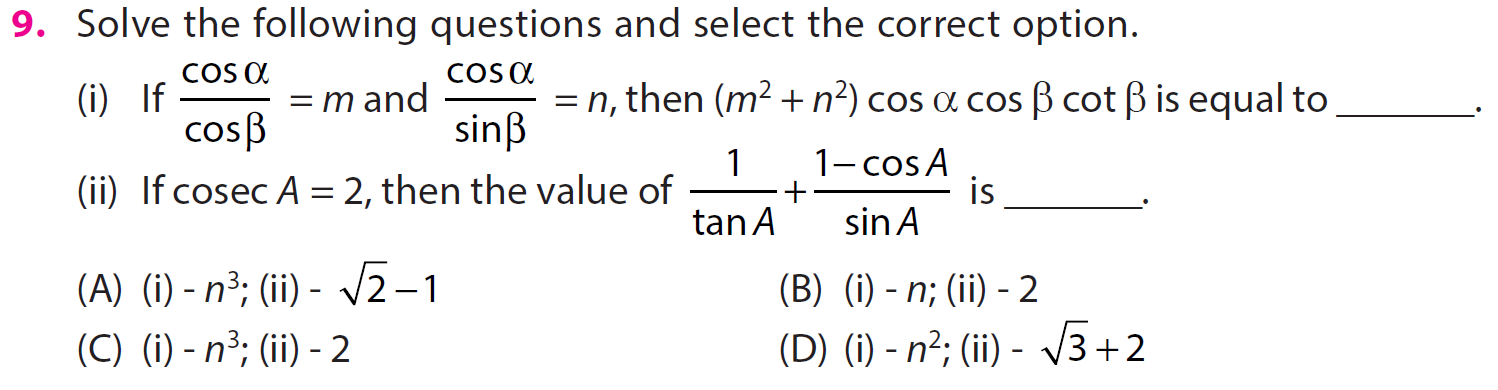 9. Solve the following questions and select the correct option.
(i) If cos α/cos β = m and cos α/sin β = n, then (m² + n²) cos α cos β cot β is equal to _______.
(ii) If cosec A = 2, then the value of 1/tan A + 1– cos A/sin A is _______.
(A) (i) - n³; (ii) - √2 – 1 (B) (i) - n; (ii) - 2
(C) (i) - n³; (ii) - 2 (D) (i) - n²; (ii) - √3 + 2